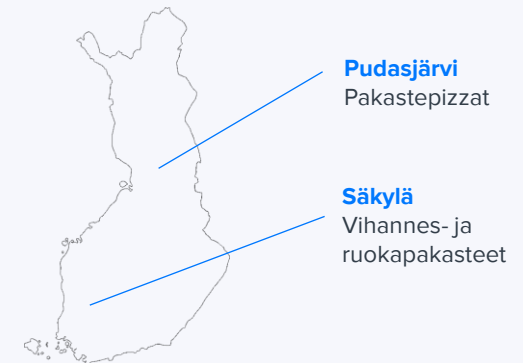 Pudasjärvi
Pakastepizzat
Säkylä
Vihannes- ja
ruokapakasteet